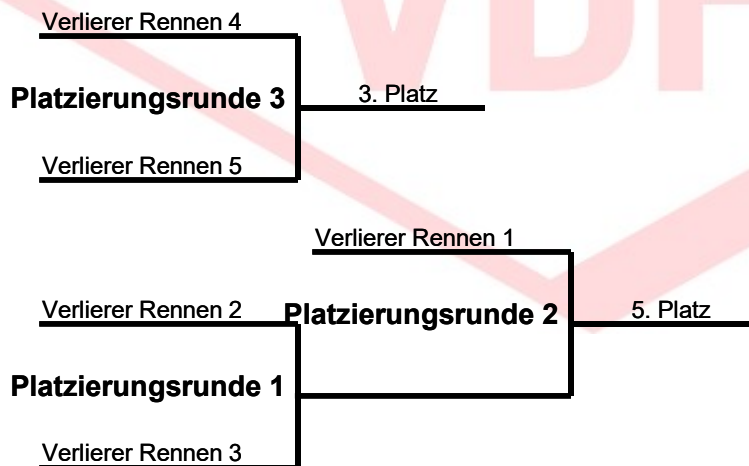 Verlierer Rennen 4
Platzierungsrunde 3
3. Platz
Verlierer Rennen 5
Verlierer Rennen 1
Verlierer Rennen 2
Platzierungsrunde 2
5. Platz
Platzierungsrunde 1
Verlierer Rennen 3